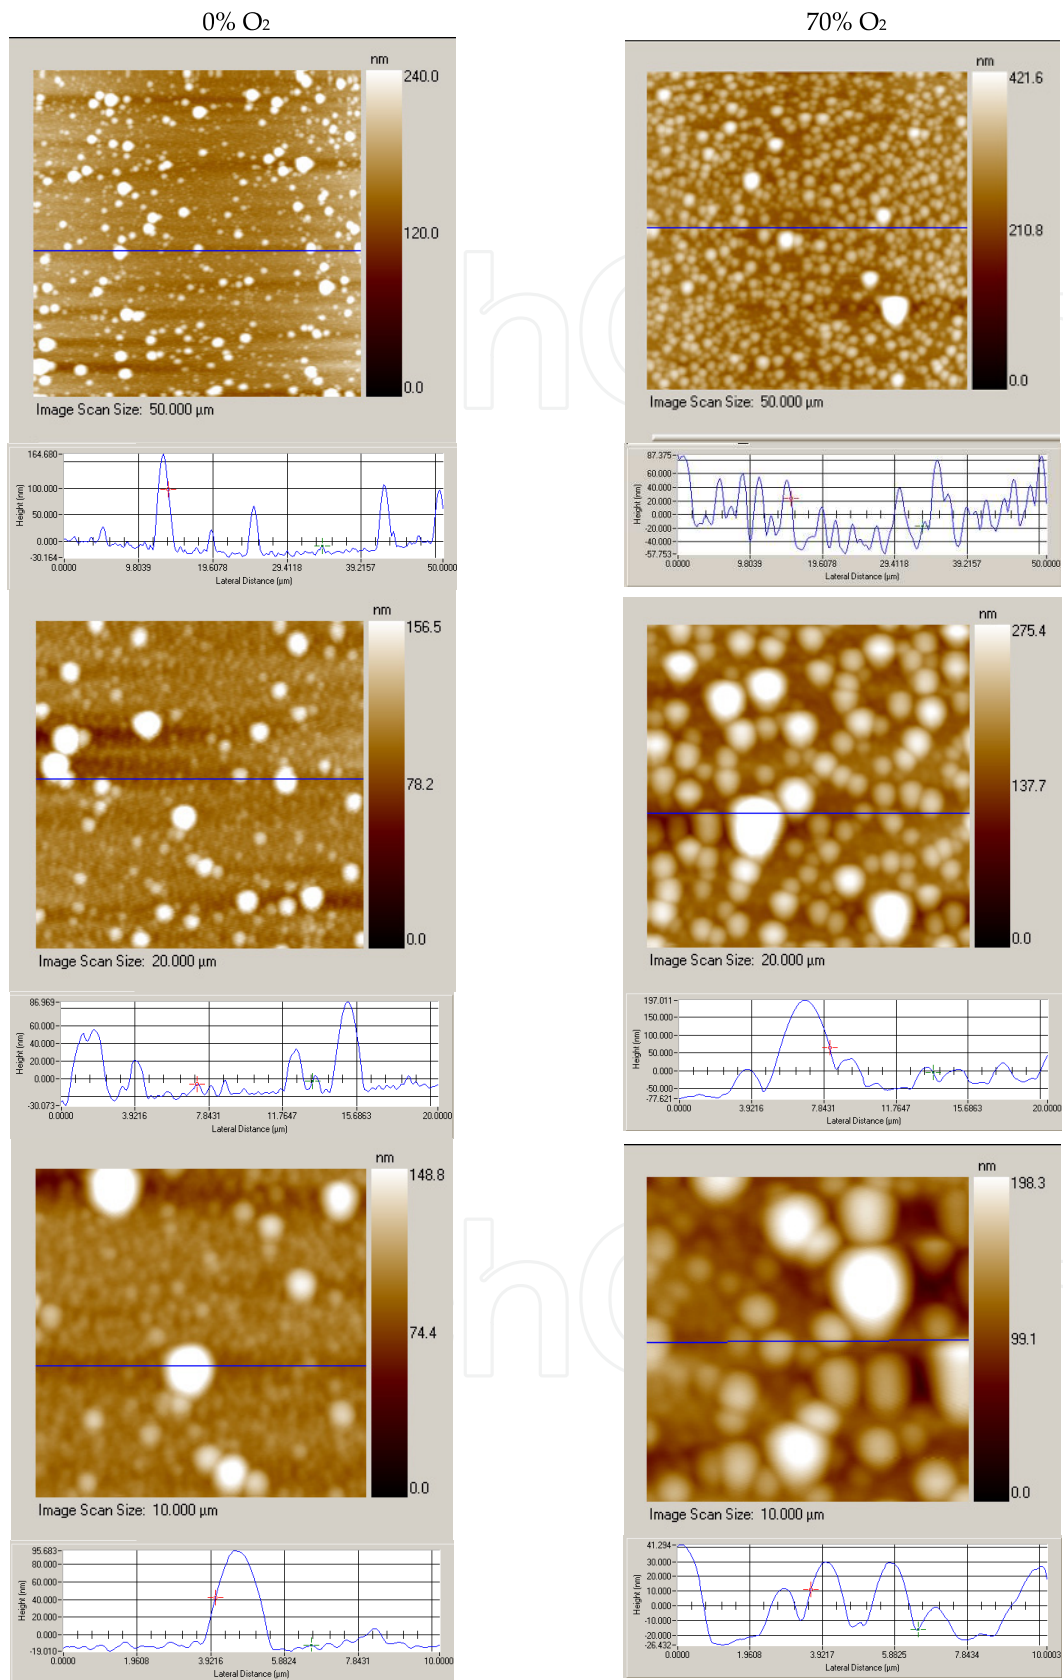 0% O₂
70% O₂
nm
240.0
120.0
0.0
Image Scan Size: 50.000 µm
nm
421.6
210.8
0.0
Image Scan Size: 50.000 µm
Height (nm)
164.680
100.000
50.000
0.000
-30.164
0.0000 9.8039 19.6078 29.4118 39.2157 50.0000
Lateral Distance (µm)
Height (nm)
87.375
60.000
40.000
20.000
0.000
-20.000
-40.000
-57.753
0.0000 9.8039 19.6078 29.4118 39.2157 50.0000
Lateral Distance (µm)
nm
156.5
78.2
0.0
Image Scan Size: 20.000 µm
nm
275.4
137.7
0.0
Image Scan Size: 20.000 µm
Height (nm)
86.969
60.000
40.000
20.000
0.000
-30.073
0.0000 3.9216 7.8431 11.7647 15.6863 20.0000
Lateral Distance (µm)
Height (nm)
197.011
150.000
100.000
50.000
0.000
-50.000
-77.621
0.0000 3.9216 7.8431 11.7647 15.6863 20.0000
Lateral Distance (µm)
nm
148.8
74.4
0.0
Image Scan Size: 10.000 µm
nm
198.3
99.1
0.0
Image Scan Size: 10.000 µm
Height (nm)
95.683
80.000
60.000
40.000
20.000
0.000
-19.010
0.0000 1.9608 3.9216 5.8824 7.8431 10.0000
Lateral Distance (µm)
Height (nm)
41.294
30.000
20.000
10.000
0.000
-10.000
-20.000
-26.432
0.0003 1.9610 3.9217 5.8825 7.8434 10.0003
Lateral Distance (µm)